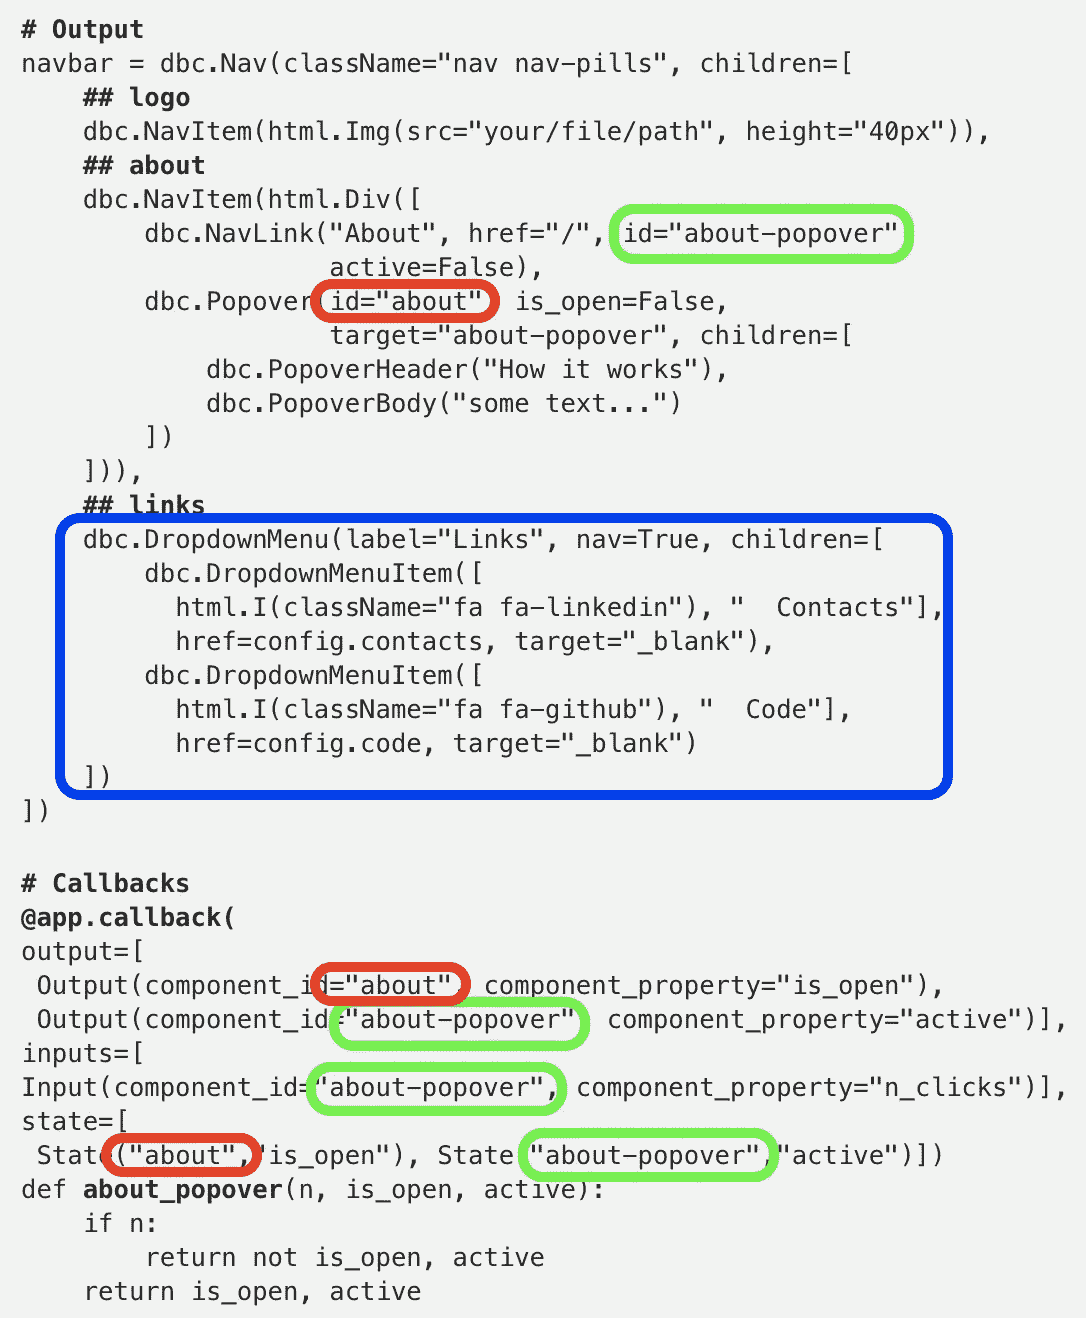 # Output
navbar = dbc.Nav(className="nav nav-pills", children=[
    ## logo
    dbc.NavItem(html.Img(src="your/file/path", height="40px")),
    ## about
    dbc.NavItem(html.Div([
        dbc.NavLink("About", href="/", id="about-popover"
                    active=False),
        dbc.Popover(id="about" is_open=False,
                    target="about-popover", children=[
            dbc.PopoverHeader("How it works"),
            dbc.PopoverBody("some text...")
        ])
    ])),
    ## links
    dbc.DropdownMenu(label="Links", nav=True, children=[
        dbc.DropdownMenuItem([
          html.I(className="fa fa-linkedin"), "  Contacts"],
          href=config.contacts, target="_blank"),
        dbc.DropdownMenuItem([
          html.I(className="fa fa-github"), "  Code"],
          href=config.code, target="_blank")
    ])
])

# Callbacks
@app.callback(
output=[
 Output(component_id="about", component_property="is_open"),
 Output(component_id="about-popover" component_property="active")],
inputs=[
Input(component_id="about-popover", component_property="n_clicks")],
state=[
 State("about","is_open"), State "about-popover","active")])
def about_popover(n, is_open, active):
    if n:
        return not is_open, active
    return is_open, active